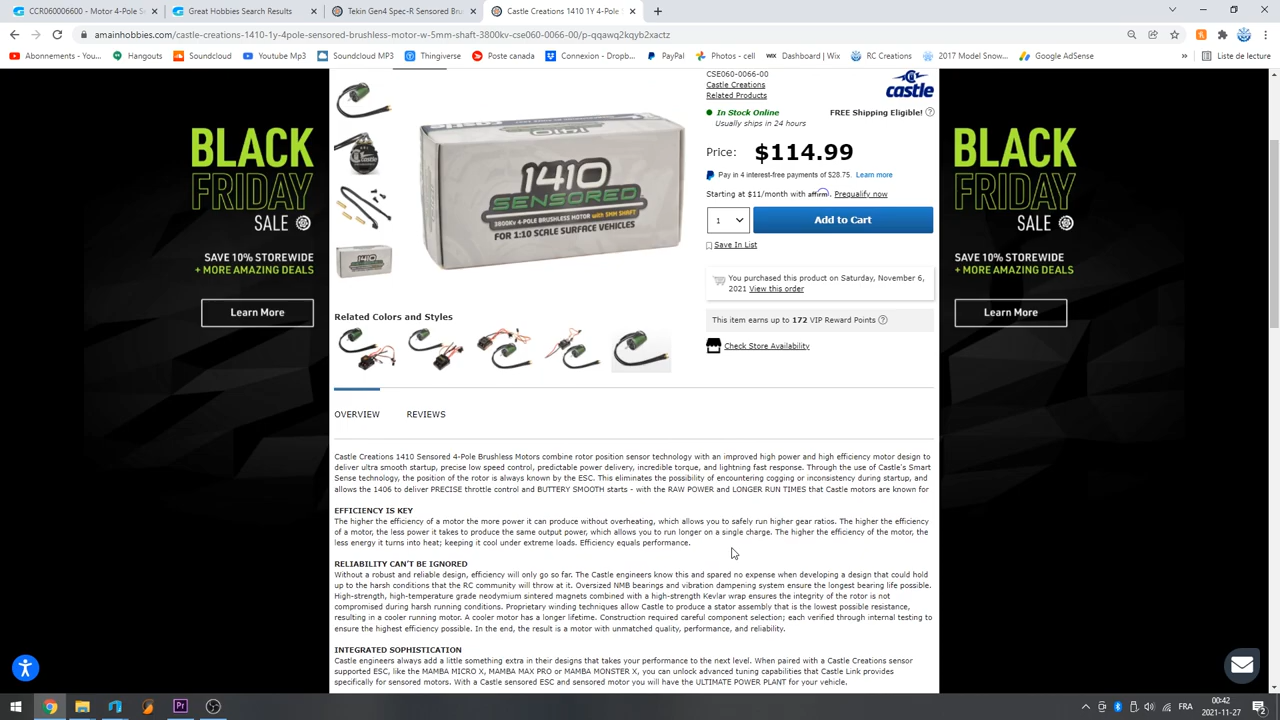 CCR060006600 - Motor 4-Pole S
Great Hobbies Search Results
Tekin Gen4 Spec-R Sensored Brus
Castle Creations 1410 1Y 4-Pole S
amainhobbies.com/castle-creations-1410-1y-4pole-sensored-brushless-motor-w-5mm-shaft-3800kv-cse060-0066-00/p-qqawq2kqyb2xactz
Abonnements - You...
Hangouts
Soundcloud
Youtube Mp3
Soundcloud MP3
Thingiverse
Poste canada
Connexion - Dropb...
PayPal
Photos - cell
WIX Dashboard | Wix
RC Creations
2017 Model Snow...
Google AdSense
»
Liste de lecture
CSE060-0066-00
Castle Creations
Related Products
castle
In Stock Online
Usually ships in 24 hours
FREE Shipping Eligible!
Price: $114.99
Pay in 4 interest-free payments of $28.75. Learn more
Starting at $11/month with affirm. Prequalify now
1
Add to Cart
Save In List
You purchased this product on Saturday, November 6,
2021 View this order
This item earns up to 172 VIP Reward Points
Check Store Availability
BLACK
FRIDAY
SALE
SAVE 10% STOREWIDE
+ MORE AMAZING DEALS
Learn More
BLACK
FRIDAY
SALE
SAVE 10% STOREWIDE
+ MORE AMAZING DEALS
Learn More
1410
1410
SENSORED
3800KV 4-POLE BRUSHLESS MOTOR WITH 5MM SHAFT
FOR 1:10 SCALE SURFACE VEHICLES
Related Colors and Styles
OVERVIEW
REVIEWS
Castle Creations 1410 Sensored 4-Pole Brushless Motors combine rotor position sensor technology with an improved high power and high efficiency motor design to
deliver ultra smooth startup, precise low speed control, predictable power delivery, incredible torque, and lightning fast response. Through the use of Castle's Smart
Sense technology, the position of the rotor is always known by the ESC. This eliminates the possibility of encountering cogging or inconsistency during startup, and
allows the 1406 to deliver PRECISE throttle control and BUTTERY SMOOTH starts - with the RAW POWER and LONGER RUN TIMES that Castle motors are known for
EFFICIENCY IS KEY
The higher the efficiency of a motor the more power it can produce without overheating, which allows you to safely run higher gear ratios. The higher the efficiency
of a motor, the less power it takes to produce the same output power, which allows you to run longer on a single charge. The higher the efficiency of the motor, the
less energy it turns into heat; keeping it cool under extreme loads. Efficiency equals performance.
RELIABILITY CAN'T BE IGNORED
Without a robust and reliable design, efficiency will only go so far. The Castle engineers know this and spared no expense when developing a design that could hold
up to the harsh conditions that the RC community will throw at it. Oversized NMB bearings and vibration dampening system ensure the longest bearing life possible.
High-strength, high-temperature grade neodymium sintered magnets combined with a high-strength Kevlar wrap ensures the integrity of the rotor is not
compromised during harsh running conditions. Proprietary winding techniques allow Castle to produce a stator assembly that is the lowest possible resistance,
resulting in a cooler running motor. A cooler motor has a longer lifetime. Construction required careful component selection; each verified through internal testing to
ensure the highest efficiency possible. In the end, the result is a motor with unmatched quality, performance, and reliability.
INTEGRATED SOPHISTICATION
Castle engineers always add a little something extra in their designs that takes your performance to the next level. When paired with a Castle Creations sensor
supported ESC, like the MAMBA MICRO X, MAMBA MAX PRO or MAMBA MONSTER X, you can unlock advanced tuning capabilities that Castle Link provides
specifically for sensored motors. With a Castle sensored ESC and sensored motor you will have the ULTIMATE POWER PLANT for your vehicle.
FRA
00:42
2021-11-27
2